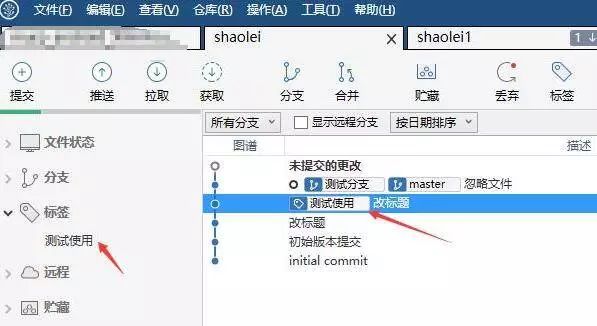 文件(F) 编辑(E) 查看(V) 仓库(R) 操作(A) 工具(T) 帮助(H)
shaolei shaolei1 1
提交 推送 拉取 获取 分支 合并 贮藏 丢弃 标签
所有分支 显示远程分支 按日期排序
图谱 描述
文件状态
分支
标签
测试使用
远程
贮藏
未提交的更改
测试分支 master 忽略文件
测试使用 改标题
改标题
初始版本提交
initial commit